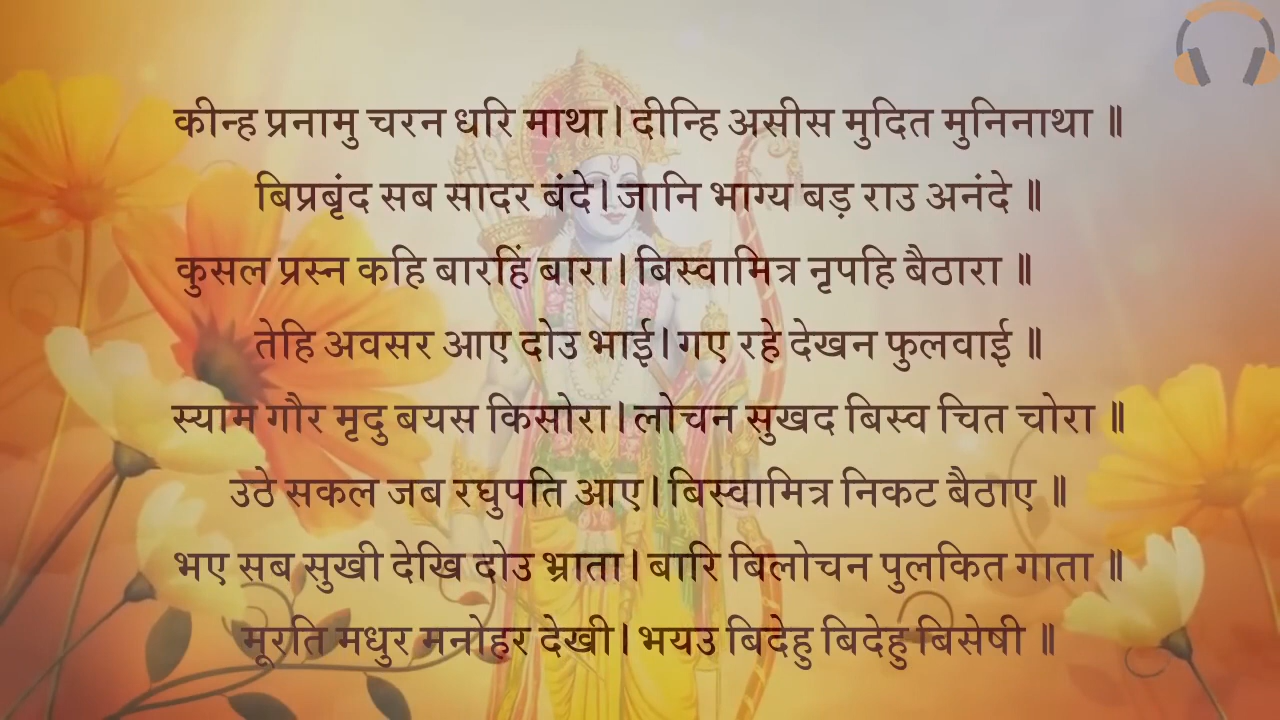 कीन्ह प्रनामु चरन धरि माथा। दीन्हि असीस मुदित मुनिनाथा ॥
बिप्रबृंद सब सादर बंदे। जानि भाग्य बड़ राउ अनंदे ॥
कुसल प्रस्न कहि बारहिं बारा। बिस्वामित्र नृपहि बैठारा ॥
तेहि अवसर आए दोउ भाई। गए रहे देखन फुलवाई ॥
स्याम गौर मृदु बयस किसोरा। लोचन सुखद बिस्व चित चोरा ॥
उठे सकल जब रघुपति आए। बिस्वामित्र निकट बैठाए ॥
भए सब सुखी देखि दोउ भ्राता। बारि बिलोचन पुलकित गाता ॥
मूरति मधुर मनोहर देखी। भयउ बिदेहु बिदेहु बिसेषी ॥